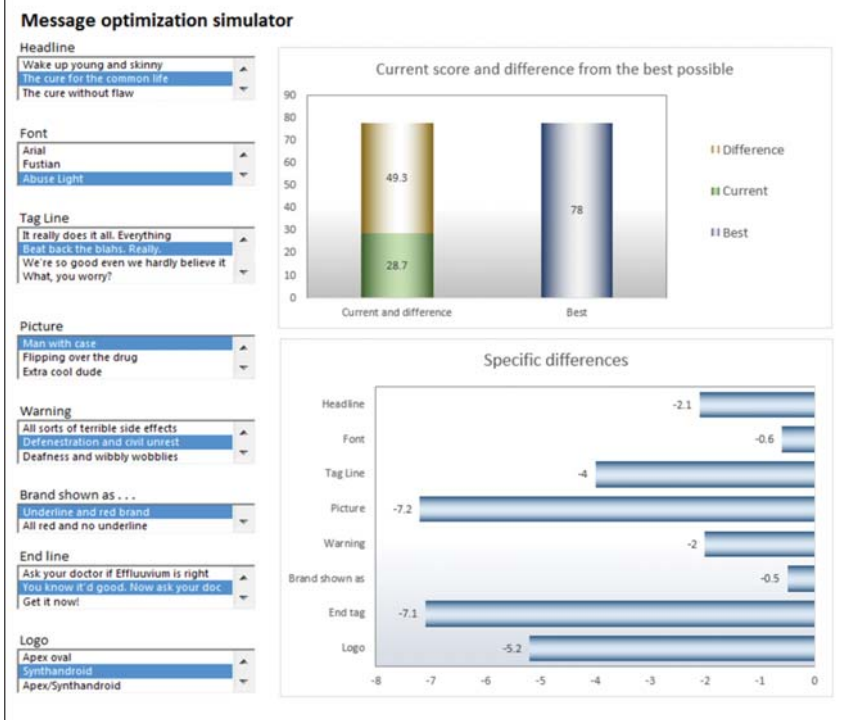 Message optimization simulator
Headline
Wake up young and skinny
The cure for the common life
The cure without flaw
Font
Arial
Fustian
Abuse Light
Tag Line
It really does it all. Everything
Beat back the blahs. Really.
We're so good even we hardly believe it
What, you worry?
Picture
Man with case
Flipping over the drug
Extra cool dude
Warning
All sorts of terrible side effects
Defenestration and civil unrest
Deafness and wibbly wobblies
Brand shown as . . .
Underline and red brand
All red and no underline
End line
Ask your doctor if Effluuvium is right
You know it'd good. Now ask your doc
Get it now!
Logo
Apex oval
Synthandroid
Apex/Synthandroid
Current score and difference from the best possible
90
80
70
60
50
40
30
20
10
0
49.3
28.7
78
Current and difference
Best
Difference
Current
Best
Specific differences
Headline -2.1
Font -0.6
Tag Line -4
Picture -7.2
Warning -2
Brand shown as -0.5
End tag -7.1
Logo -5.2
-8 -7 -6 -5 -4 -3 -2 -1 0